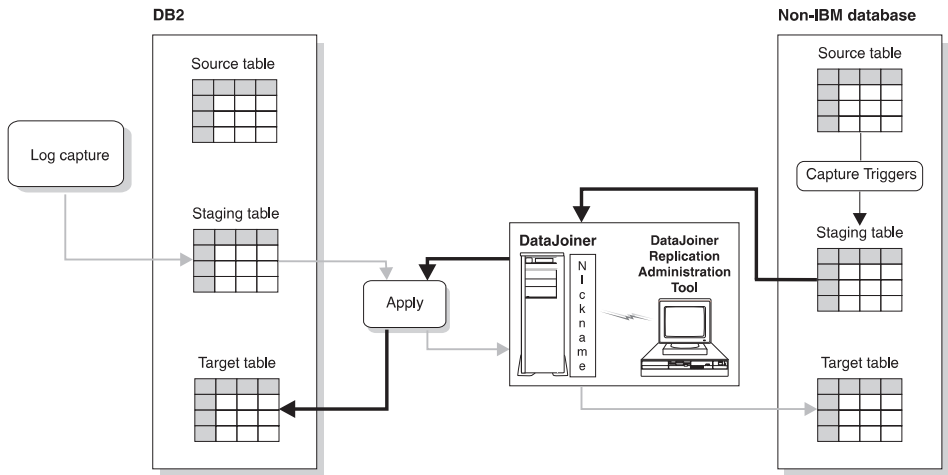 DB2
Non-IBM database
Source table
Source table
Log capture
Capture Triggers
Staging table
Staging table
DataJoiner
DataJoiner
Replication
Administration
Tool
NIckname
Apply
Target table
Target table